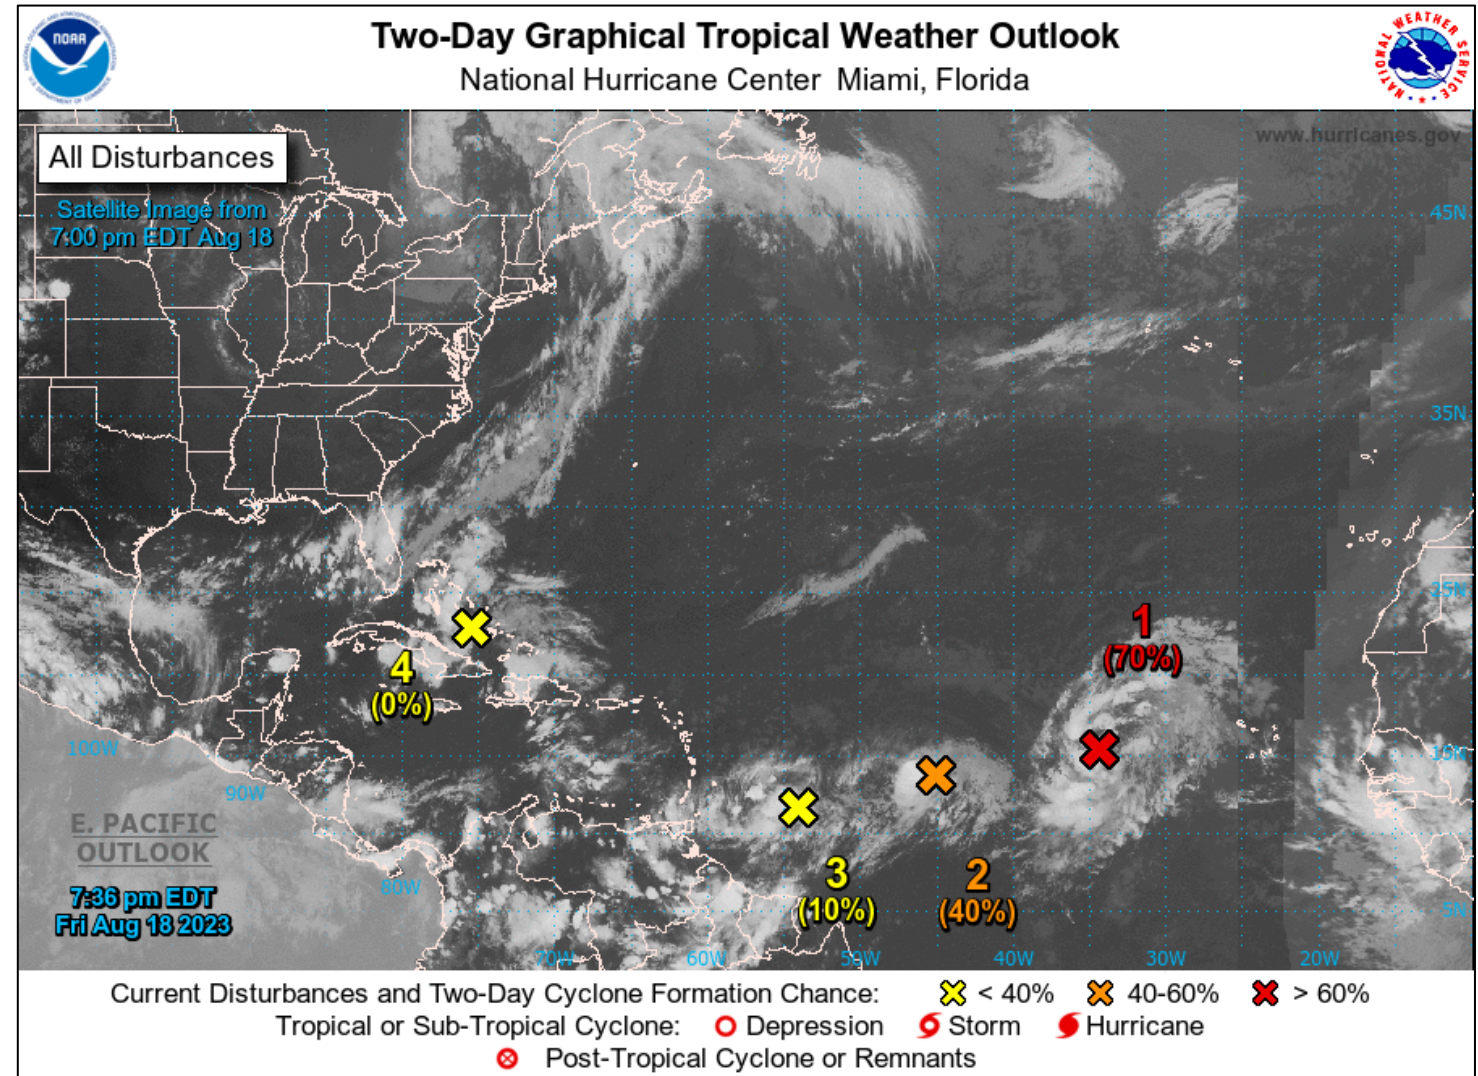 Two-Day Graphical Tropical Weather Outlook
National Hurricane Center Miami, Florida
NOAA
NATIONAL WEATHER SERVICE
www.hurricanes.gov
All Disturbances
Satellite Image from
7:00 pm EDT Aug 18
45N
35N
25N
1
(70%)
4
(0%)
15N
100W
90W
E. PACIFIC
OUTLOOK
3
(10%)
2
(40%)
80W
7:36 pm EDT
Fri Aug 18 2023
5N
70W
60W
50W
40W
30W
20W
Current Disturbances and Two-Day Cyclone Formation Chance: < 40% 40-60% > 60%
Tropical or Sub-Tropical Cyclone: Depression Storm Hurricane
Post-Tropical Cyclone or Remnants